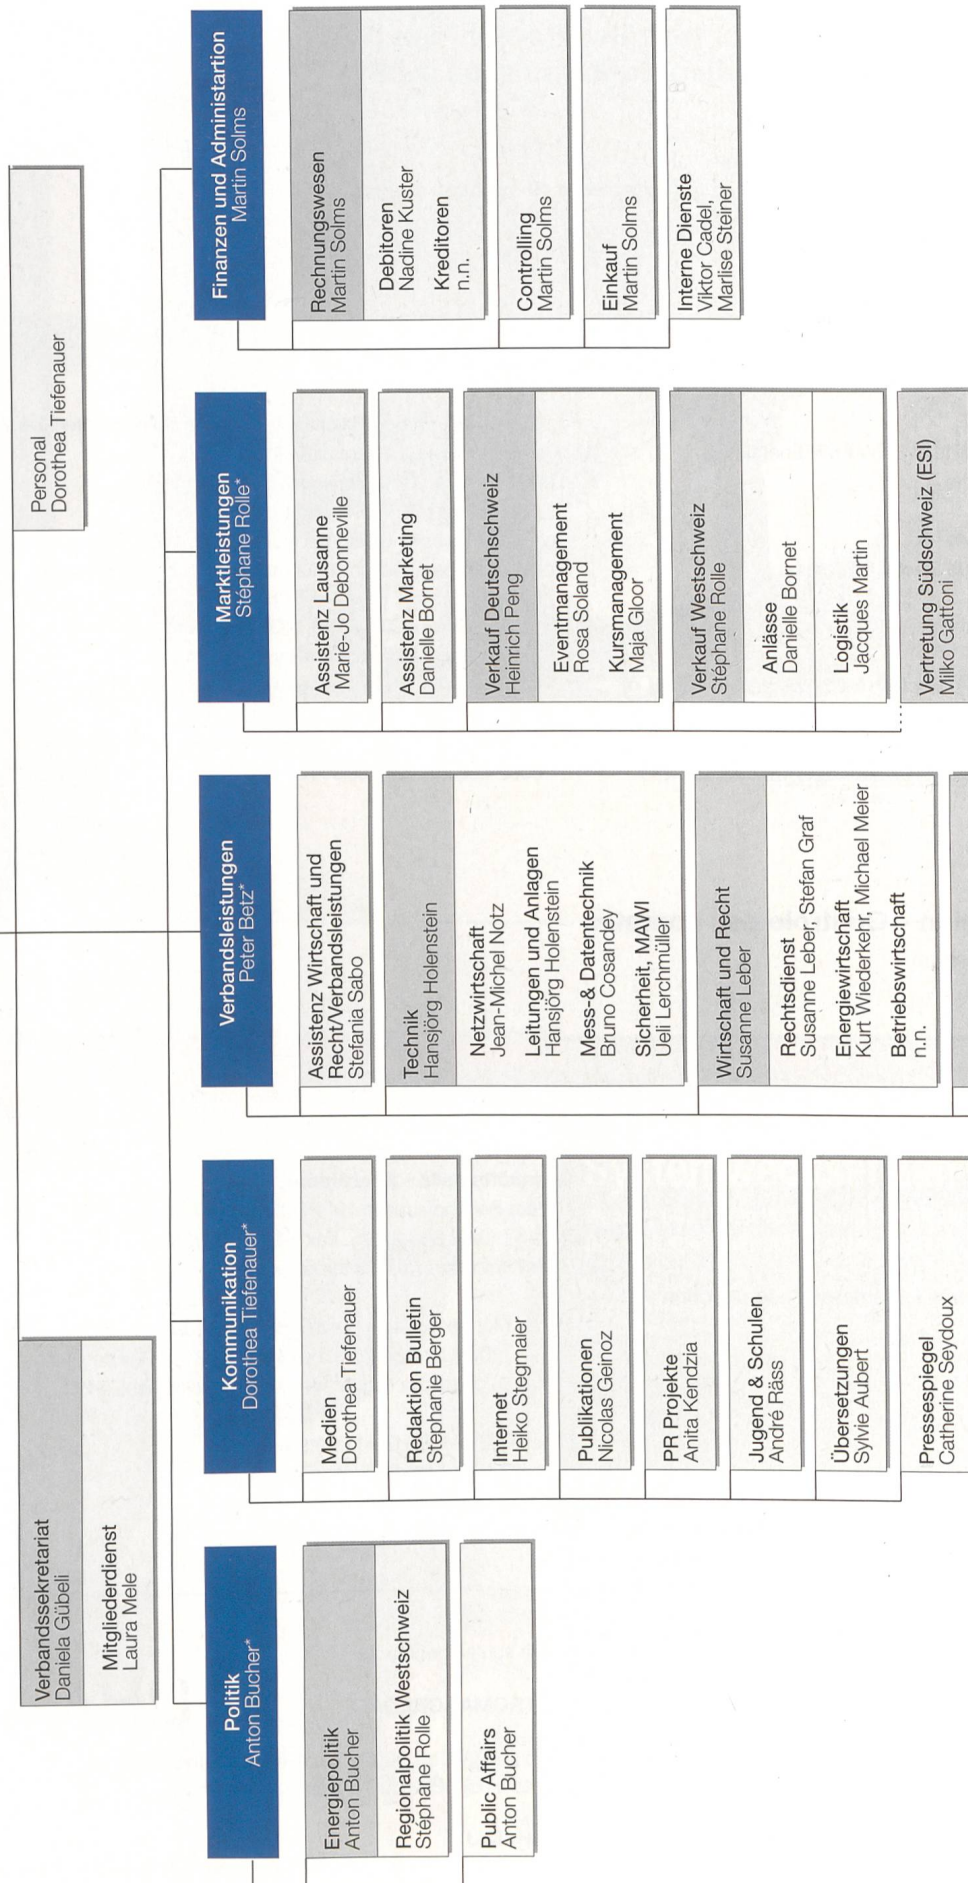 Verbandssekretariat
Daniela Gübeli
Mitgliederdienst
Laura Mele
Personal
Dorothea Tiefenauer
Politik
Anton Bucher*
Energiepolitik
Anton Bucher
Regionalpolitik Westschweiz
Stéphane Rolle
Public Affairs
Anton Bucher
Kommunikation
Dorothea Tiefenauer*
Medien
Dorothea Tiefenauer
Redaktion Bulletin
Stephanie Berger
Internet
Heiko Stegmaier
Publikationen
Nicolas Geinoz
PR Projekte
Anita Kendzia
Jugend & Schulen
André Räss
Übersetzungen
Sylvie Aubert
Pressespiegel
Catherine Seydoux
Verbandsleistungen
Peter Betz*
Assistenz Wirtschaft und
Recht/Verbandsleistungen
Stefania Sabo
Technik
Hansjörg Holenstein
Netzwirtschaft
Jean-Michel Notz
Leitungen und Anlagen
Hansjörg Holenstein
Mess-& Datentechnik
Bruno Cosandey
Sicherheit, MAWI
Ueli Lerchmüller
Wirtschaft und Recht
Susanne Leber
Rechtsdienst
Susanne Leber, Stefan Graf
Energiewirtschaft
Kurt Wiederkehr, Michael Meier
Betriebswirtschaft
n.n.
Marktleistungen
Stéphane Rolle*
Assistenz Lausanne
Marie-Jo Debonneville
Assistenz Marketing
Danielle Bornet
Verkauf Deutschschweiz
Heinrich Peng
Eventmanagement
Rosa Soland
Kursmanagement
Maja Gloor
Verkauf Westschweiz
Stéphane Rolle
Anlässe
Danielle Bornet
Logistik
Jacques Martin
Vertretung Südschweiz (ESI)
Milko Gattoni
Finanzen und Administartion
Martin Solms
Rechnungswesen
Martin Solms
Debitoren
Nadine Kuster
Kreditoren
n.n.
Controlling
Martin Solms
Einkauf
Martin Solms
Interne Dienste
Viktor Cadel,
Marlise Steiner